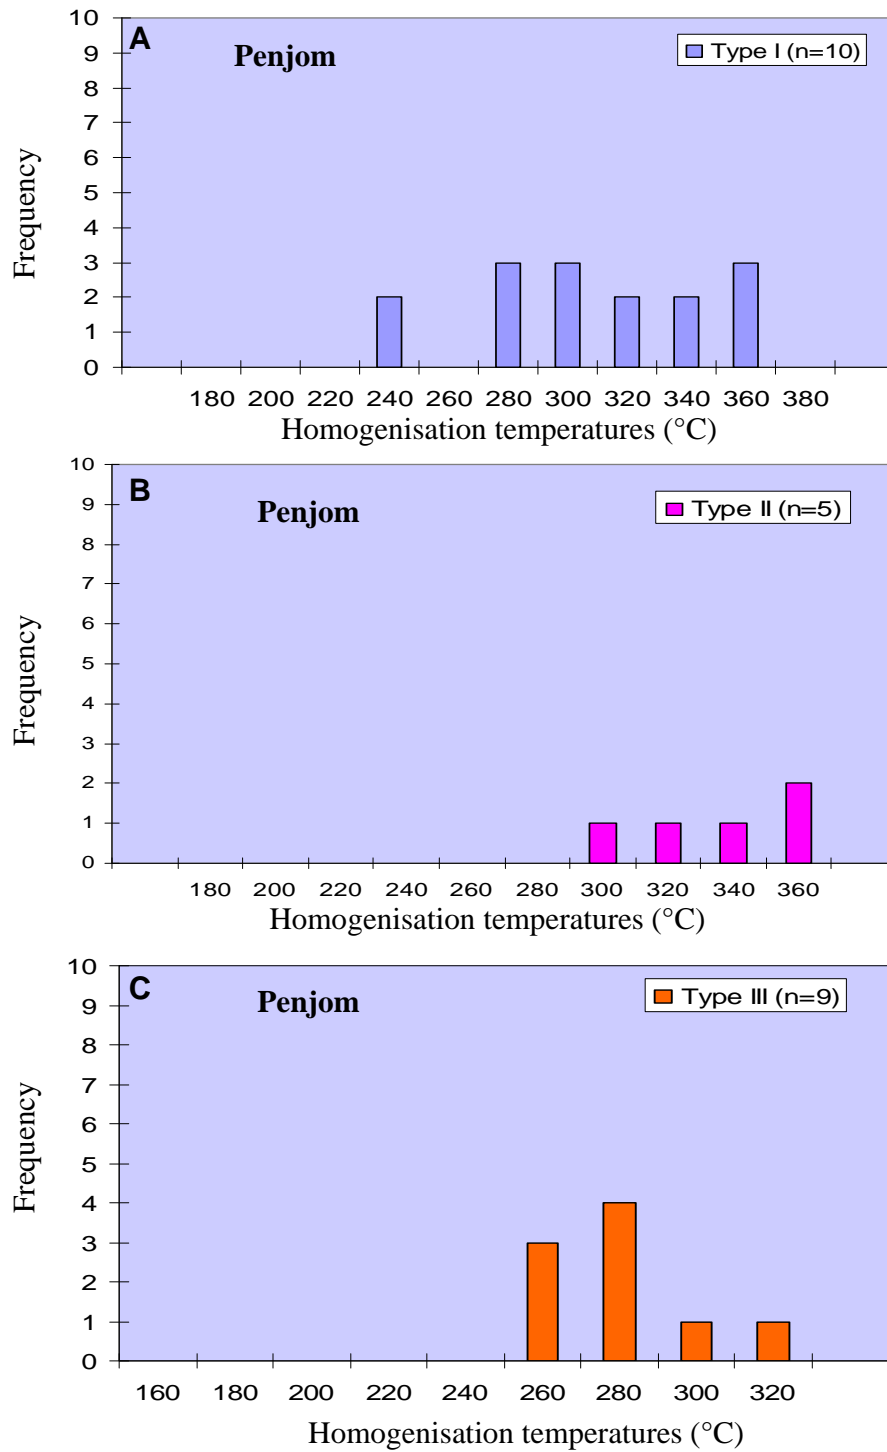 A
Penjom
Type I (n=10)
10
9
8
7
6
5
4
3
2
1
0
Frequency
180 200 220 240 260 280 300 320 340 360 380
Homogenisation temperatures (°C)
B
Penjom
Type II (n=5)
10
9
8
7
6
5
4
3
2
1
0
Frequency
180 200 220 240 260 280 300 320 340 360
Homogenisation temperatures (°C)
C
Penjom
Type III (n=9)
10
9
8
7
6
5
4
3
2
1
0
Frequency
160 180 200 220 240 260 280 300 320
Homogenisation temperatures (°C)